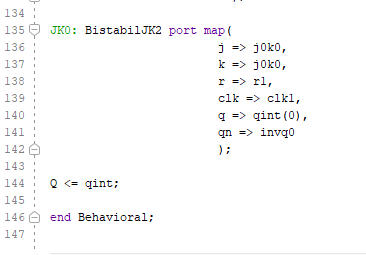 134
135 JK0: BistabilJK2 port map(
136 j => j0k0,
137 k => j0k0,
138 r => r1,
139 clk => clk1,
140 q => qint(0),
141 qn => invq0
142 );
143
144 Q <= qint;
145
146 end Behavioral;
147